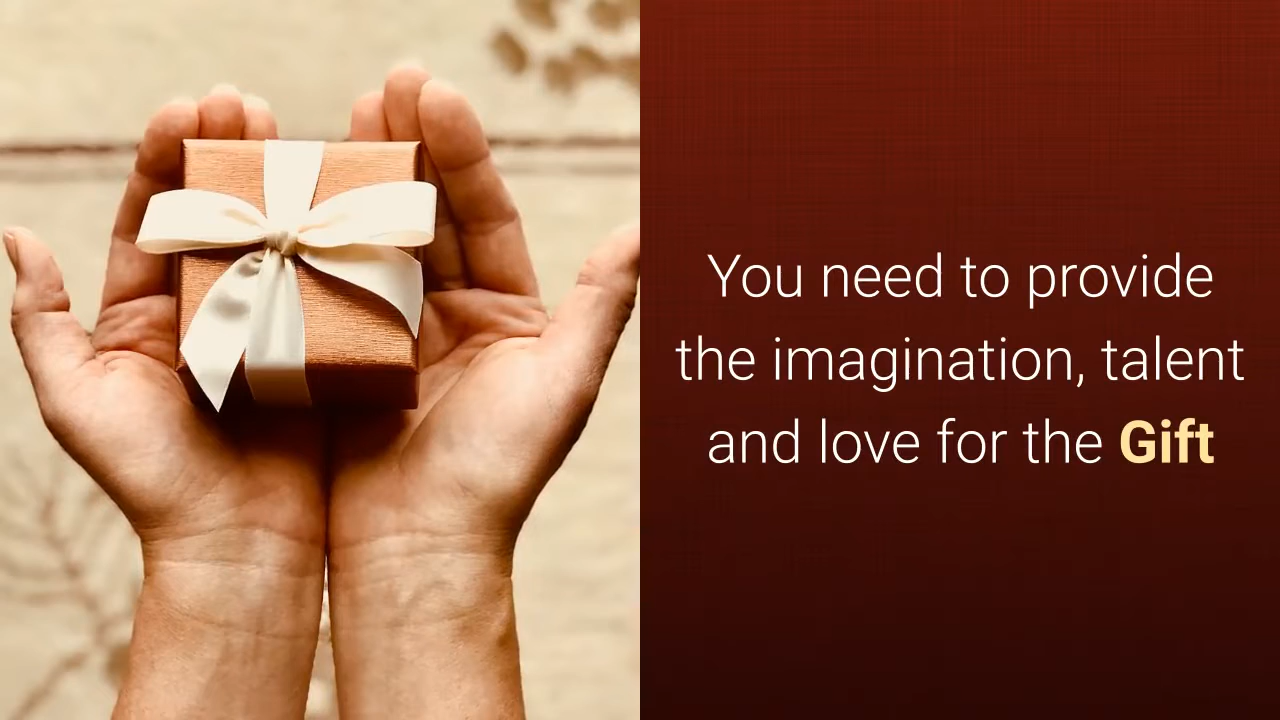 You need to provide
the imagination, talent
and love for the Gift